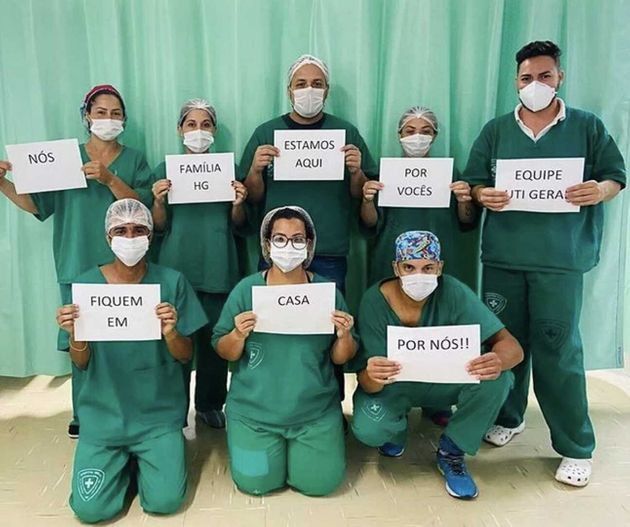 NÓS
FAMÍLIA
HG
ESTAMOS
AQUI
POR
VOCÊS
EQUIPE
UTI GERAL
FIQUEM
EM
CASA
POR NÓS!!